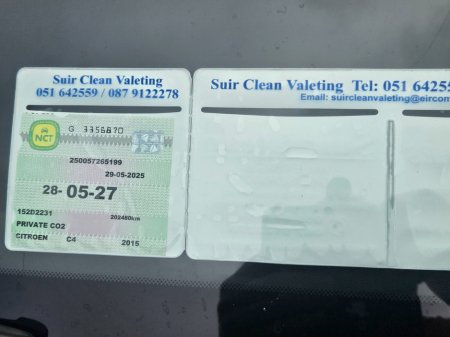 Suir Clean Valeting
051 642559 / 087 9122278
Suir Clean Valeting Tel: 051 64255
Email: suircleanvaleting@eircom
NCT
250057265199
29-05-2025
28-05-27
152D2231
202480km
PRIVATE CO2
CITROEN C4 2015